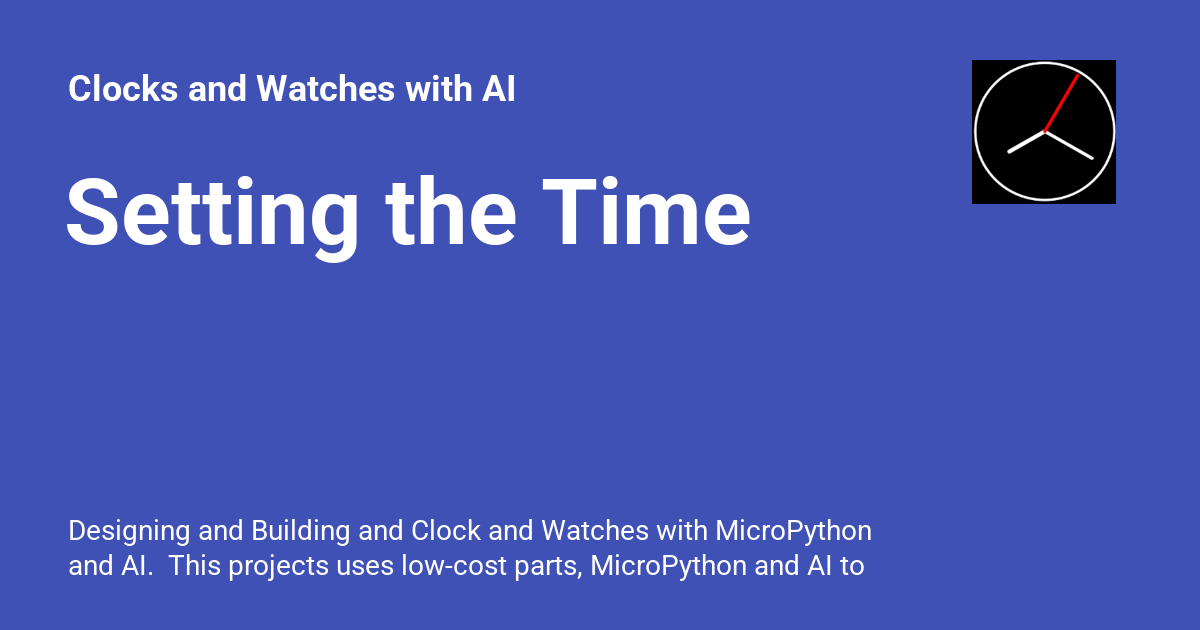 Clocks and Watches with AI
Setting the Time
Designing and Building and Clock and Watches with MicroPython
and AI.  This projects uses low-cost parts, MicroPython and AI to